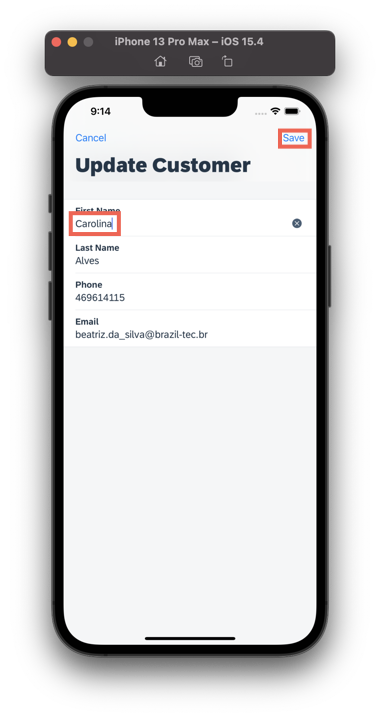 iPhone 13 Pro Max – iOS 15.4
9:14
Cancel
Save
Update Customer
First Name
Carolina
Last Name
Alves
Phone
469614115
Email
beatriz.da_silva@brazil-tec.br